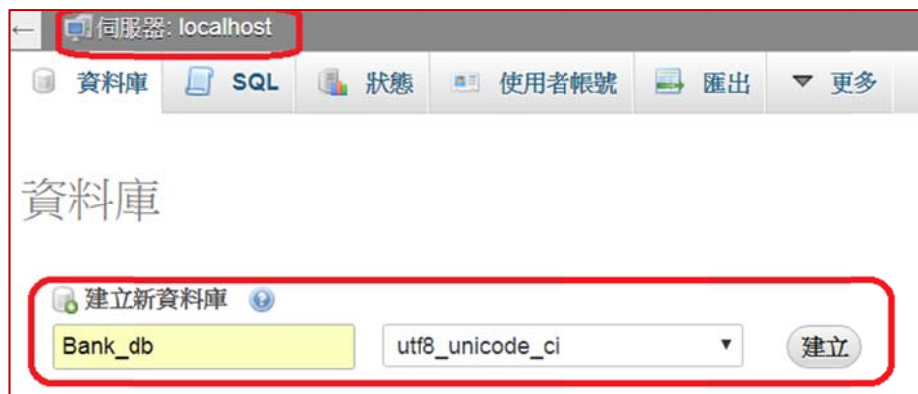 伺服器: localhost
資料庫 SQL 狀態 使用者帳號 匯出 更多
資料庫
建立新資料庫
Bank_db utf8_unicode_ci 建立